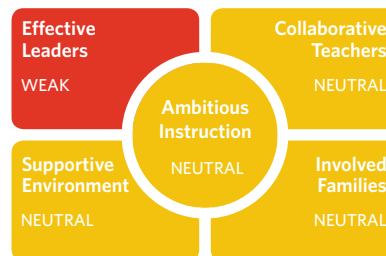 Effective
Leaders
WEAK
Collaborative
Teachers
NEUTRAL
Ambitious
Instruction
NEUTRAL
Supportive
Environment
NEUTRAL
Involved
Families
NEUTRAL